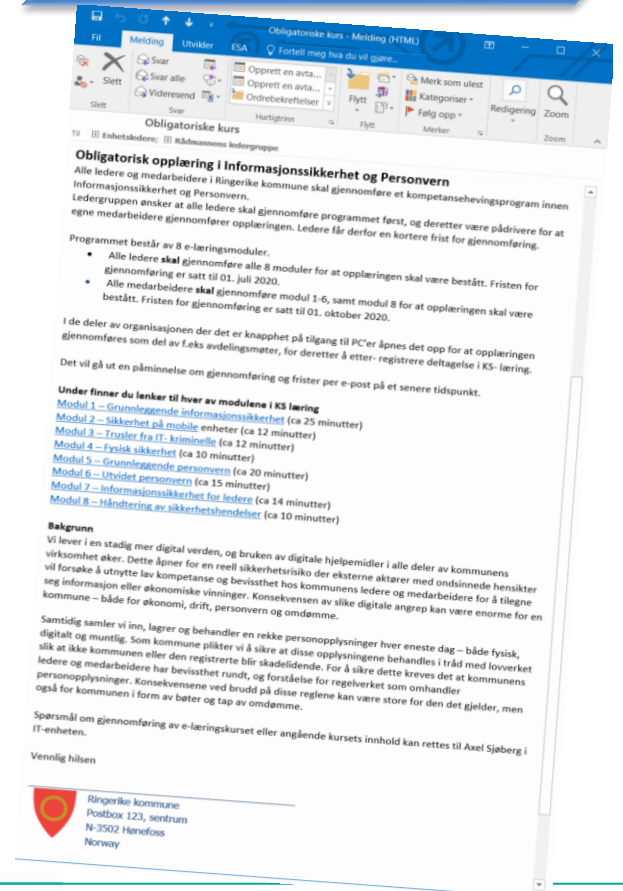 Obligatoriske kurs - Melding (HTML)
Fil Melding Utvikler ESA Fortell meg hva du vil gjøre...
Slett
Svar
Svar alle
Videresend
Opprett en avta...
Opprett en avta...
Ordrebekreftelser
Flytt
Merk som ulest
Kategoriser
Følg opp
Redigering
Zoom
Slett Svar Hurtigtrinn Flytt Merker Zoom
Obligatoriske kurs
Til Enhetsledere; Rådmannens ledergruppe
Obligatorisk opplæring i Informasjonssikkerhet og Personvern
Alle ledere og medarbeidere i Ringerike kommune skal gjennomføre et kompetansehevingsprogram innen
Informasjonssikkerhet og Personvern.
Ledergruppen ønsker at alle ledere skal gjennomføre programmet først, og deretter være pådrivere for at
egne medarbeidere gjennomfører opplæringen. Ledere får derfor en kortere frist for gjennomføring.
Programmet består av 8 e-læringsmoduler.
• Alle ledere skal gjennomføre alle 8 moduler for at opplæringen skal være bestått. Fristen for
gjennomføring er satt til 01. juli 2020.
• Alle medarbeidere skal gjennomføre modul 1-6, samt modul 8 for at opplæringen skal være
bestått. Fristen for gjennomføring er satt til 01. oktober 2020.
I de deler av organisasjonen der det er knapphet på tilgang til PC'er åpnes det opp for at opplæringen
gjennomføres som del av f.eks avdelingsmøter, for deretter å etter- registrere deltagelse i KS- læring.
Det vil gå ut en påminnelse om gjennomføring og frister per e-post på et senere tidspunkt.
Under finner du lenker til hver av modulene i KS læring
Modul 1 – Grunnleggende informasjonssikkerhet (ca 25 minutter)
Modul 2 – Sikkerhet på mobile enheter (ca 12 minutter)
Modul 3 – Trusler fra IT- kriminelle (ca 12 minutter)
Modul 4 – Fysisk sikkerhet (ca 10 minutter)
Modul 5 – Grunnleggende personvern (ca 20 minutter)
Modul 6 – Utvidet personvern (ca 15 minutter)
Modul 7 – Informasjonssikkerhet for ledere (ca 14 minutter)
Modul 8 – Håndtering av sikkerhetshendelser (ca 10 minutter)
Bakgrunn
Vi lever i en stadig mer digital verden, og bruken av digitale hjelpemidler i alle deler av kommunens
virksomhet øker. Dette åpner for en reell sikkerhetsrisiko der eksterne aktører med ondsinnede hensikter
vil forsøke å utnytte lav kompetanse og bevissthet hos kommunens ledere og medarbeidere for å tilegne
seg informasjon eller økonomiske vinninger. Konsekvensen av slike digitale angrep kan være enorme for en
kommune – både for økonomi, drift, personvern og omdømme.
Samtidig samler vi inn, lagrer og behandler en rekke personopplysninger hver eneste dag – både fysisk,
digitalt og muntlig. Som kommune plikter vi å sikre at disse opplysningene behandles i tråd med lovverket
slik at ikke kommunen eller den registrerte blir skadelidende. For å sikre dette kreves det at kommunens
ledere og medarbeidere har bevissthet rundt, og forståelse for regelverket som omhandler
personopplysninger. Konsekvensene ved brudd på disse reglene kan være store for den det gjelder, men
også for kommunen i form av bøter og tap av omdømme.
Spørsmål om gjennomføring av e-læringskurset eller angående kursets innhold kan rettes til Axel Sjøberg i
IT-enheten.
Vennlig hilsen
Ringerike kommune
Postbox 123, sentrum
N-3502 Hønefoss
Norway